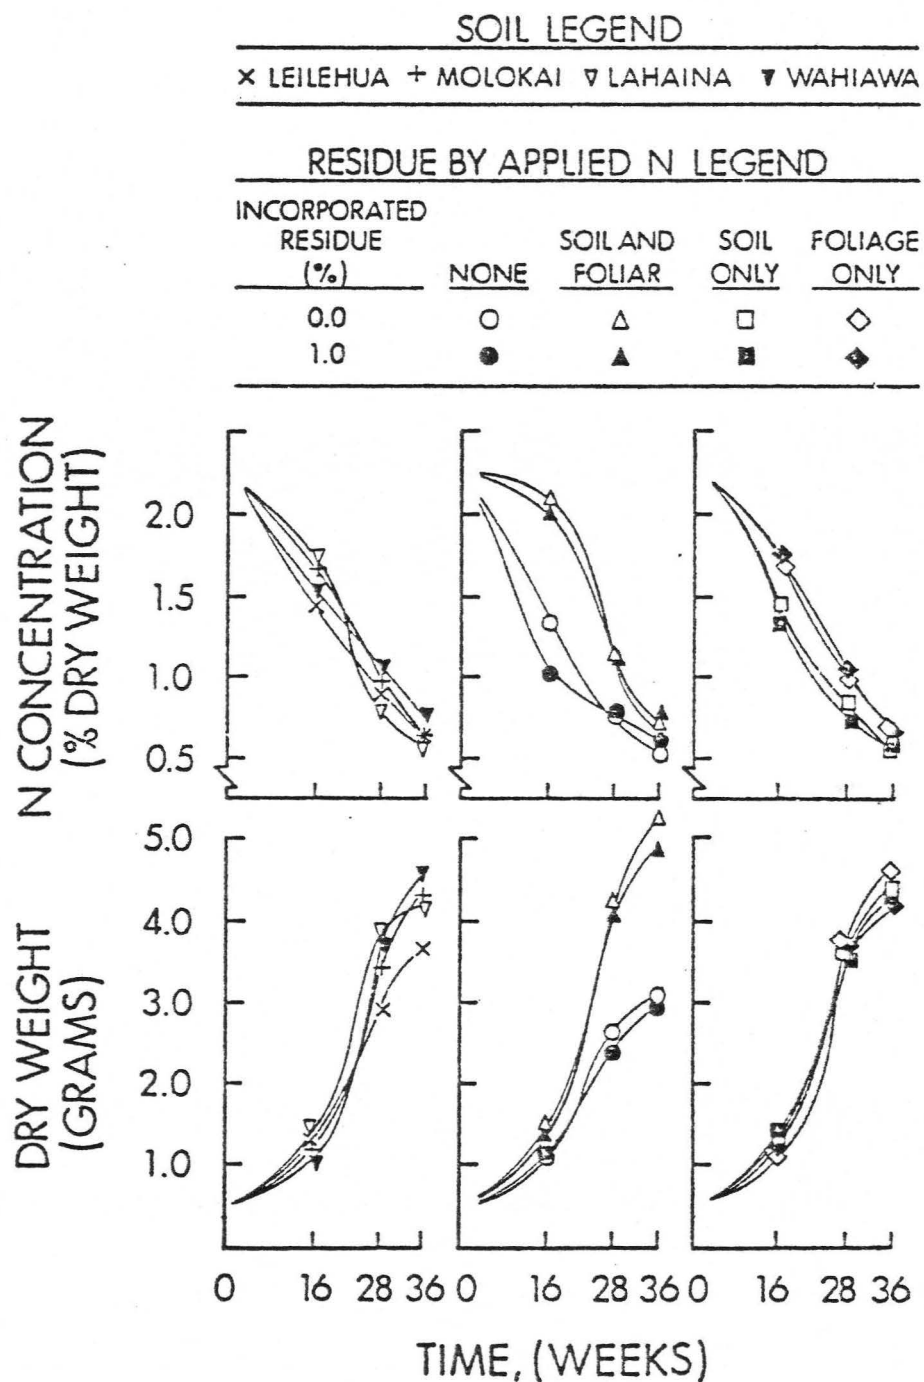 SOIL LEGEND
× LEILEHUA + MOLOKAI ▽ LAHAINA ▼ WAHIAWA
RESIDUE BY APPLIED N LEGEND
INCORPORATED RESIDUE (%) NONE SOIL AND FOLIAR SOIL ONLY FOLIAGE ONLY
0.0 ○ △ □ ◇
1.0 ● ▲ ■ ◆
N CONCENTRATION
(% DRY WEIGHT)
2.0
1.5
1.0
0.5
DRY WEIGHT
(GRAMS)
5.0
4.0
3.0
2.0
1.0
0 16 28 36 0 16 28 36 0 16 28 36
TIME, (WEEKS)